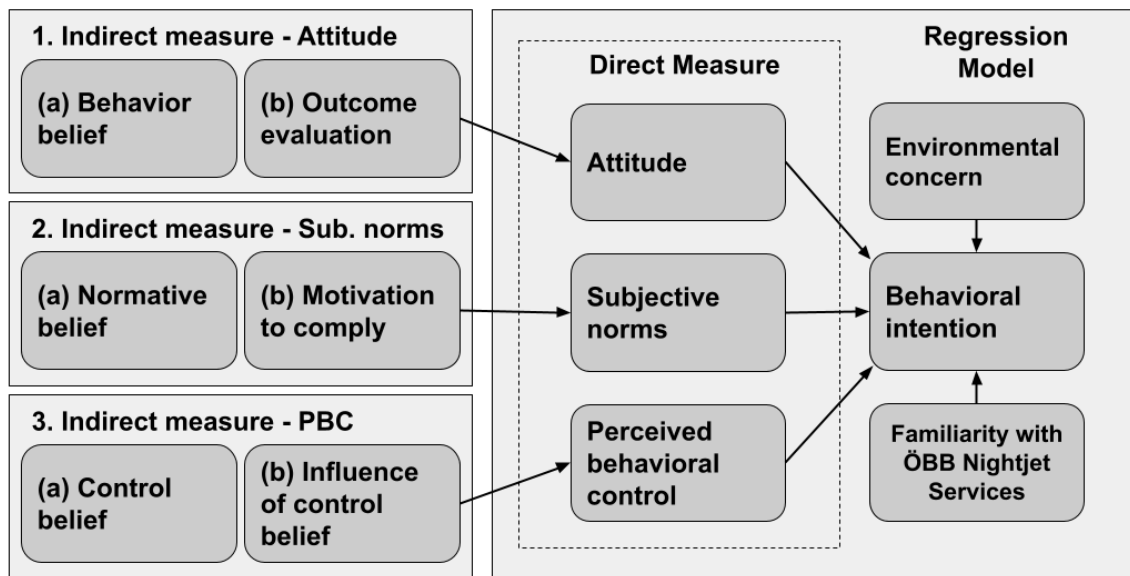 1. Indirect measure - Attitude
(a) Behavior
belief
(b) Outcome
evaluation
2. Indirect measure - Sub. norms
(a) Normative
belief
(b) Motivation
to comply
3. Indirect measure - PBC
(a) Control
belief
(b) Influence
of control
belief
Direct Measure
Attitude
Subjective
norms
Perceived
behavioral
control
Regression
Model
Environmental
concern
Behavioral
intention
Familiarity with
ÖBB Nightjet
Services